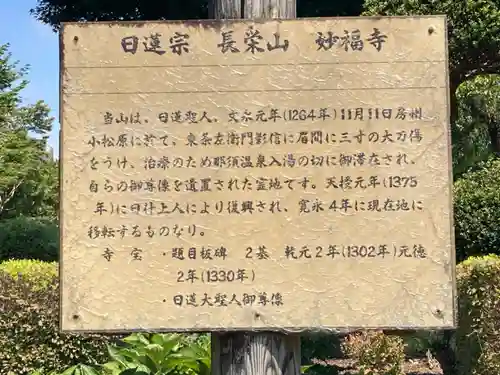 日蓮宗 長栄山 妙福寺
当山は、日蓮聖人、文永元年(1264年)11月11日房州
小松原に於て、東条左衛門影信に眉間に三寸の大刀傷
をうけ、治療のため那須温泉入湯の切に御滞在され、
自らの御尊像を遺置された霊地です。天授元年(1375
年)に日什上人により復興され、寛永4年に現在地に
移転するものなり。
寺宝 ・題目板碑 2基 乾元2年(1302年)元徳
2年(1330年)
・日蓮大聖人御尊像